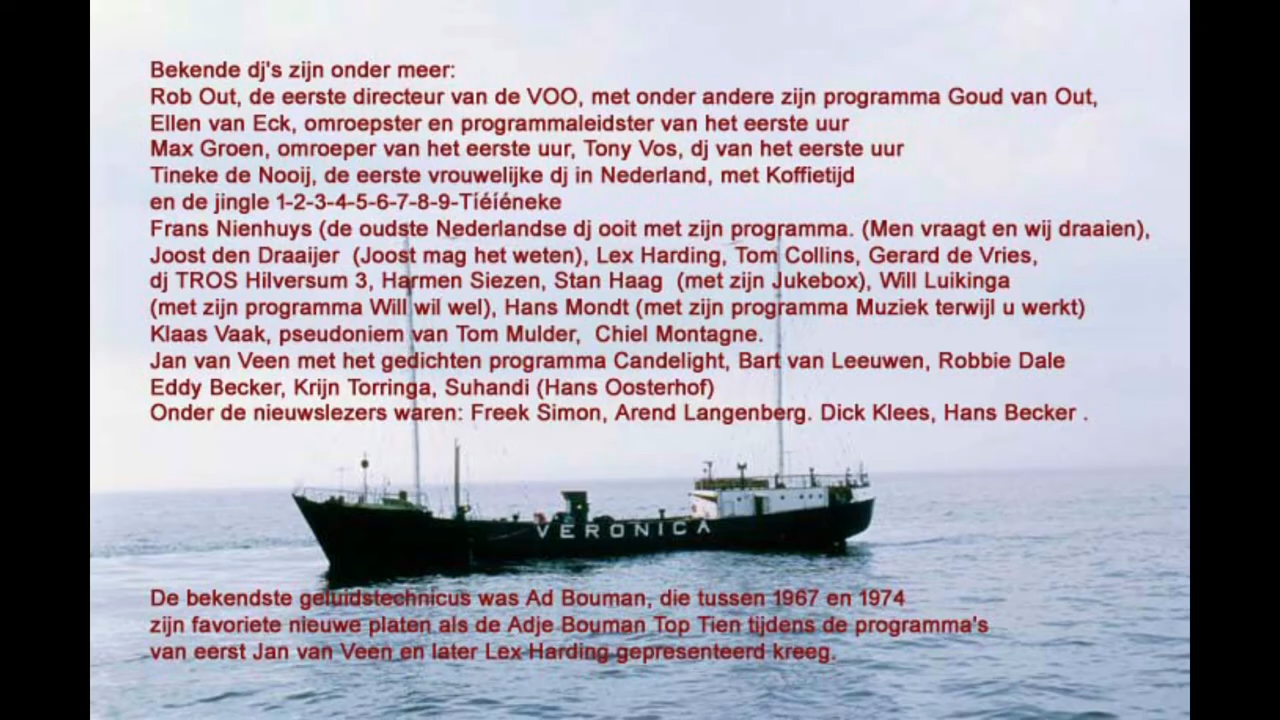 Bekende dj's zijn onder meer:
Rob Out, de eerste directeur van de VOO, met onder andere zijn programma Goud van Out,
Ellen van Eck, omroepster en programmaleidster van het eerste uur
Max Groen, omroeper van het eerste uur, Tony Vos, dj van het eerste uur
Tineke de Nooij, de eerste vrouwelijke dj in Nederland, met Koffietijd
en de jingle 1-2-3-4-5-6-7-8-9-Tíéíéneke
Frans Nienhuys (de oudste Nederlandse dj ooit met zijn programma. (Men vraagt en wij draaien),
Joost den Draaijer (Joost mag het weten), Lex Harding, Tom Collins, Gerard de Vries,
dj TROS Hilversum 3, Harmen Siezen, Stan Haag (met zijn Jukebox), Will Luikinga
(met zijn programma Will wil wel), Hans Mondt (met zijn programma Muziek terwijl u werkt)
Klaas Vaak, pseudoniem van Tom Mulder, Chiel Montagne.
Jan van Veen met het gedichten programma Candelight, Bart van Leeuwen, Robbie Dale
Eddy Becker, Krijn Torringa, Suhandi (Hans Oosterhof)
Onder de nieuwslezers waren: Freek Simon, Arend Langenberg. Dick Klees, Hans Becker .
VERONICA
De bekendste geluidstechnicus was Ad Bouman, die tussen 1967 en 1974
zijn favoriete nieuwe platen als de Adje Bouman Top Tien tijdens de programma's
van eerst Jan van Veen en later Lex Harding gepresenteerd kreeg.